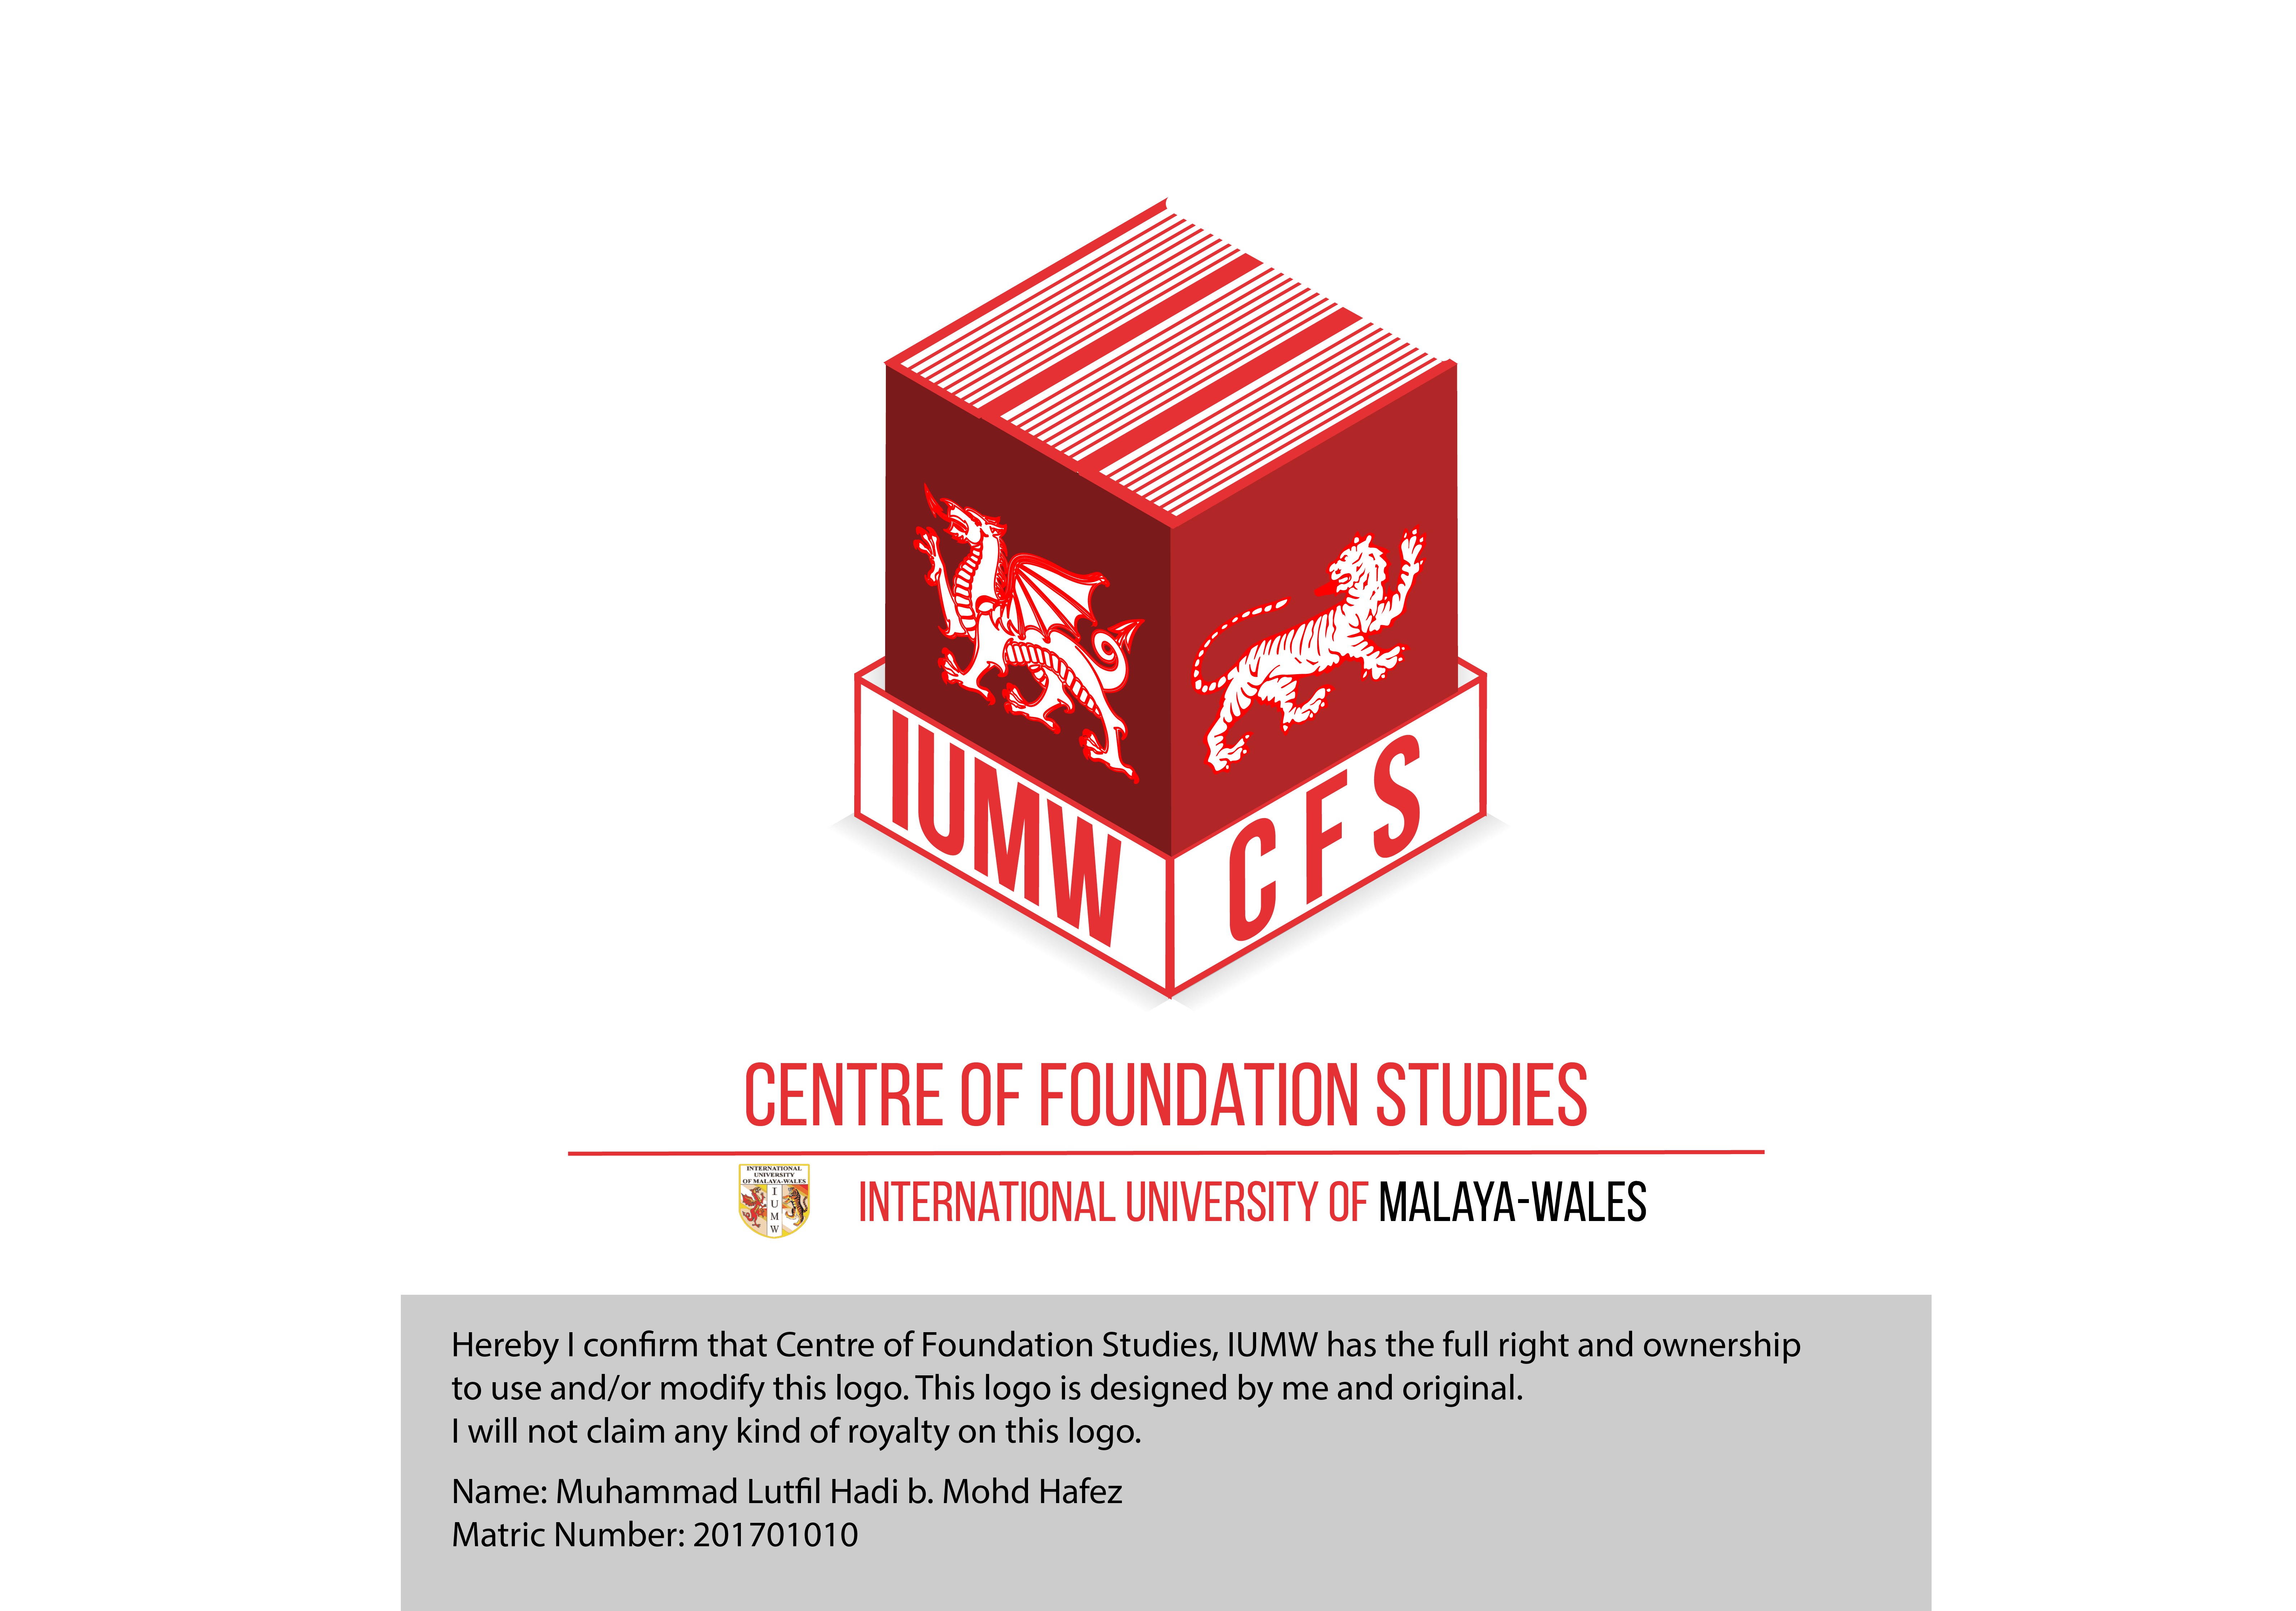 IUMW
CFS
CENTRE OF FOUNDATION STUDIES
INTERNATIONAL
UNIVERSITY
OF MALAYA-WALES
I
U
M
W
INTERNATIONAL UNIVERSITY OF MALAYA-WALES
Hereby I confirm that Centre of Foundation Studies, IUMW has the full right and ownership
to use and/or modify this logo. This logo is designed by me and original.
I will not claim any kind of royalty on this logo.
Name: Muhammad Lutfil Hadi b. Mohd Hafez
Matric Number: 201701010